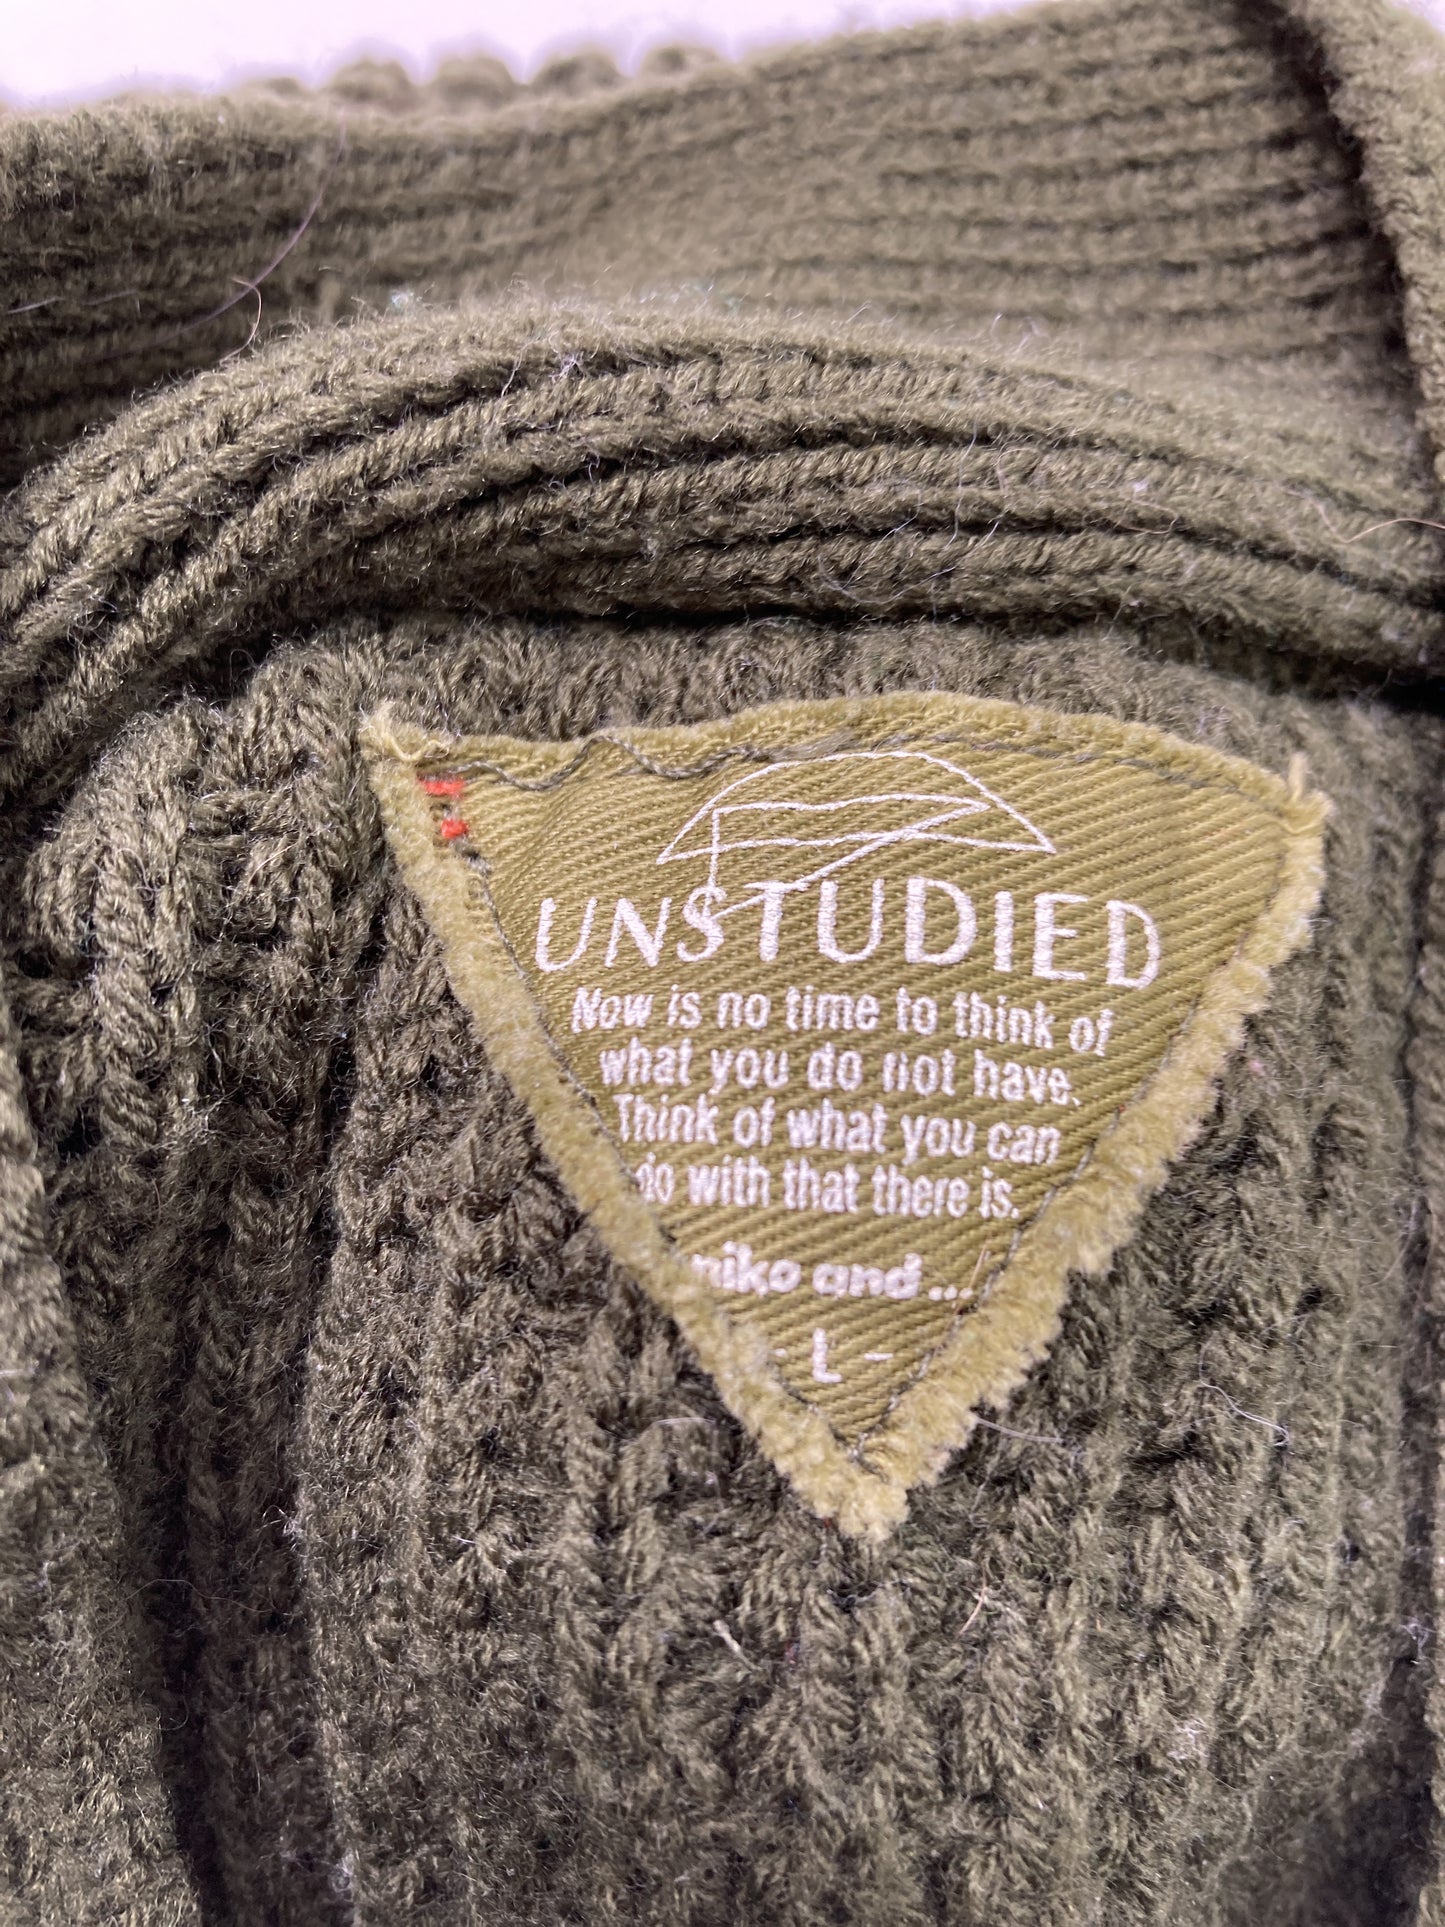 UNSTUDIED
Now is no time to think of
what you do not have.
Think of what you can
do with that there is.
niko and ...
- L -